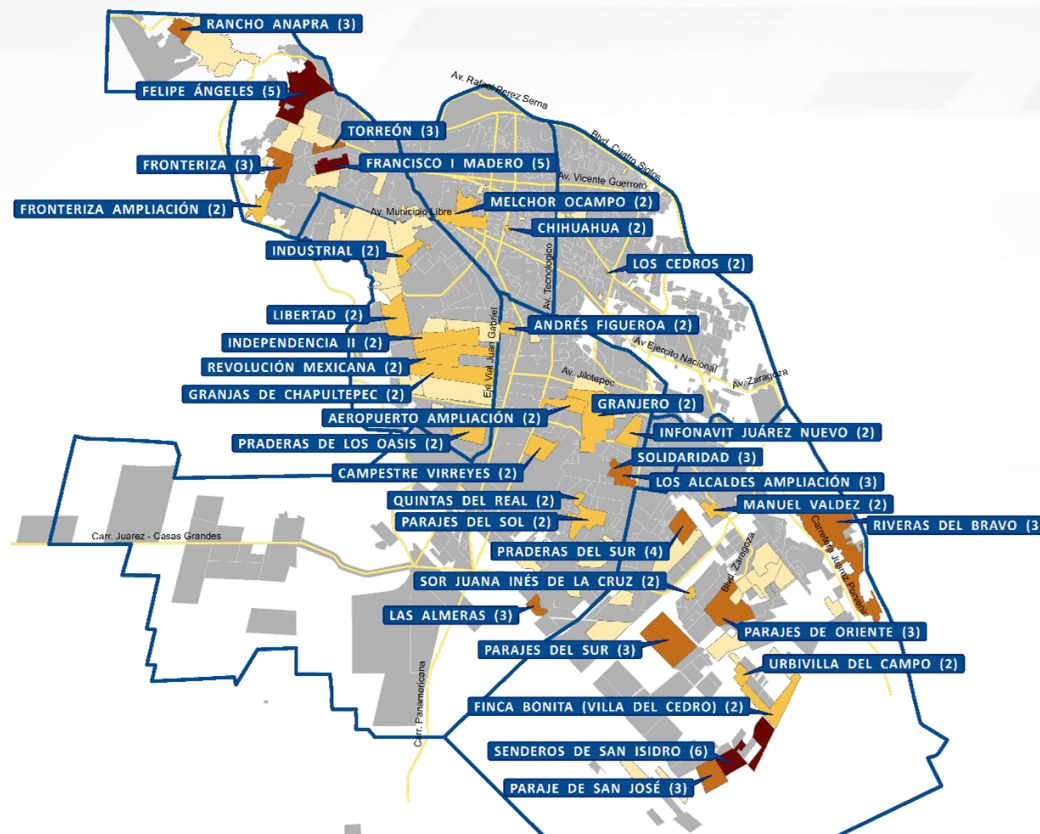 RANCHO ANAPRA (3)
Av. Rafael Perez Serna
FELIPE ÁNGELES (5)
TORREÓN (3)
Blvd. Cuatro Siglos
FRONTERIZA (3)
FRANCISCO I MADERO (5)
Av. Vicente Guerrero
MELCHOR OCAMPO (2)
FRONTERIZA AMPLIACIÓN (2)
Av. Municipio Libre
CHIHUAHUA (2)
INDUSTRIAL (2)
LOS CEDROS (2)
Av. Tecnológico
LIBERTAD (2)
ANDRÉS FIGUEROA (2)
INDEPENDENCIA II (2)
Eje Vial Juan Gabriel
Av Ejercito Nacional
REVOLUCIÓN MEXICANA (2)
Av. Jilotepec
Av. Zaragoza
GRANJAS DE CHAPULTEPEC (2)
GRANJERO (2)
AEROPUERTO AMPLIACIÓN (2)
INFONAVIT JUÁREZ NUEVO (2)
PRADERAS DE LOS OASIS (2)
SOLIDARIDAD (3)
CAMPESTRE VIRREYES (2)
LOS ALCALDES AMPLIACIÓN (3)
QUINTAS DEL REAL (2)
MANUEL VALDEZ (2)
PARAJES DEL SOL (2)
RIVERAS DEL BRAVO (3
Carr. Juarez - Casas Grandes
PRADERAS DEL SUR (4)
Carretera Juárez Porvenir
Blvd. Zaragoza
SOR JUANA INÉS DE LA CRUZ (2)
LAS ALMERAS (3)
PARAJES DE ORIENTE (3)
PARAJES DEL SUR (3)
URBIVILLA DEL CAMPO (2)
Carr. Panamericana
FINCA BONITA (VILLA DEL CEDRO) (2)
SENDEROS DE SAN ISIDRO (6)
PARAJE DE SAN JOSÉ (3)